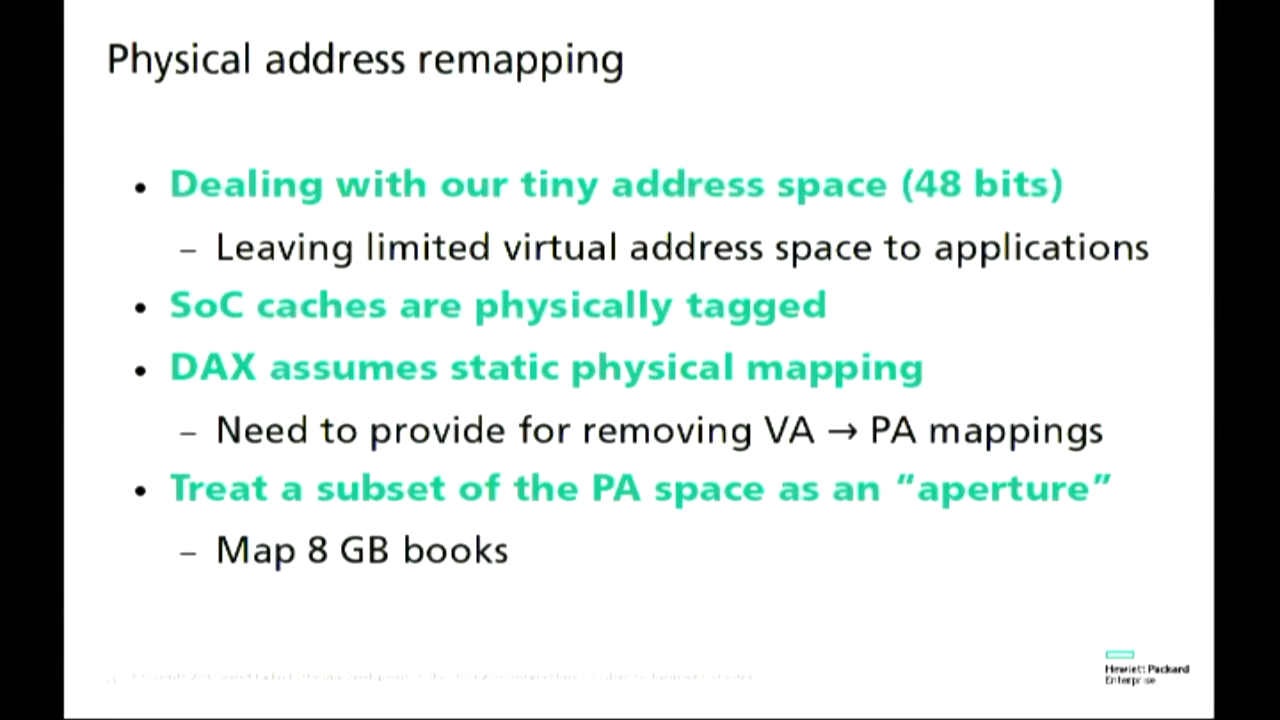 Physical address remapping
• Dealing with our tiny address space (48 bits)
– Leaving limited virtual address space to applications
• SoC caches are physically tagged
• DAX assumes static physical mapping
– Need to provide for removing VA → PA mappings
• Treat a subset of the PA space as an “aperture”
– Map 8 GB books
Hewlett Packard
Enterprise